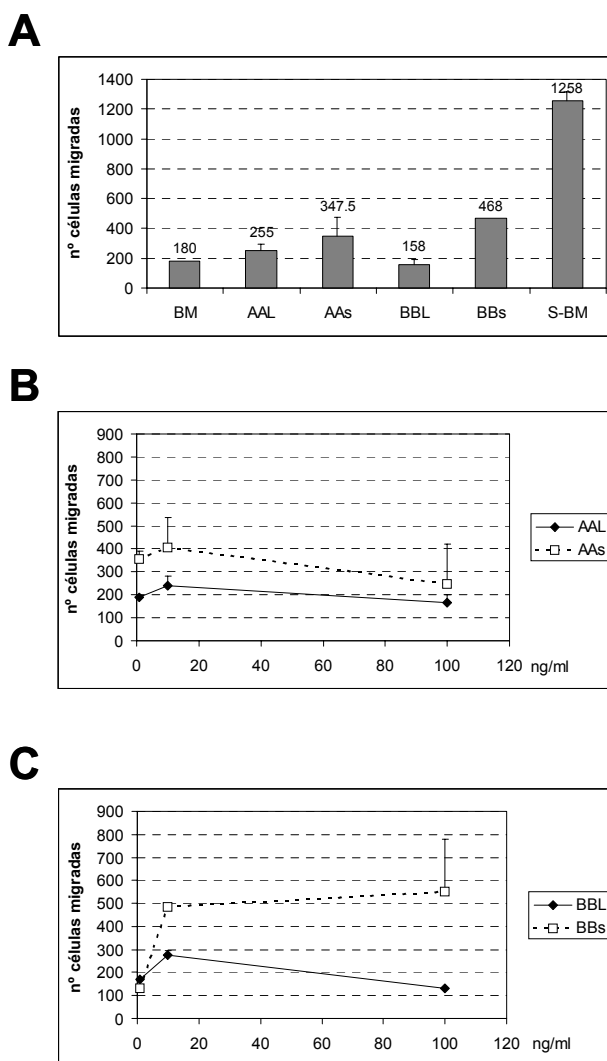 A
nº células migradas
1400
1200
1000
800
600
400
200
0
180
255
347.5
158
468
1258
BM AAL AAs BBL BBs S-BM
B
nº células migradas
900
800
700
600
500
400
300
200
100
0
0 20 40 60 80 100 120 ng/ml
AAL
AAs
C
nº células migradas
900
800
700
600
500
400
300
200
100
0
0 20 40 60 80 100 120 ng/ml
BBL
BBs